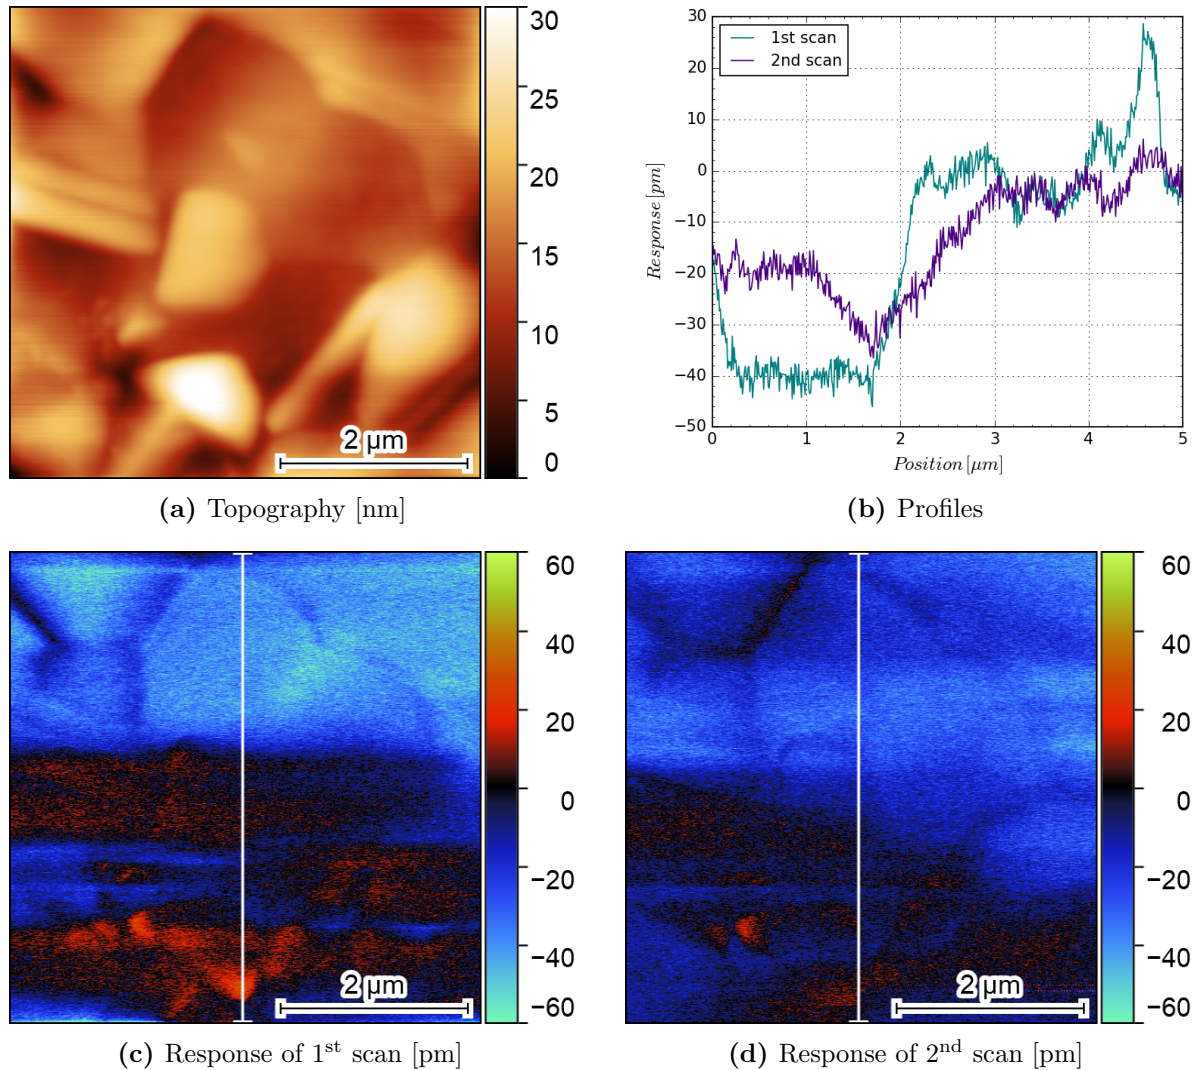 30
25
20
15
10
5
0
2 µm
(a) Topography [nm]
30
20
10
0
−10
−20
−30
−40
−50
Response [pm]
1st scan
2nd scan
0 1 2 3 4 5
Position [µm]
(b) Profiles
60
40
20
0
−20
−40
−60
2 µm
(c) Response of 1st scan [pm]
60
40
20
0
−20
−40
−60
2 µm
(d) Response of 2nd scan [pm]